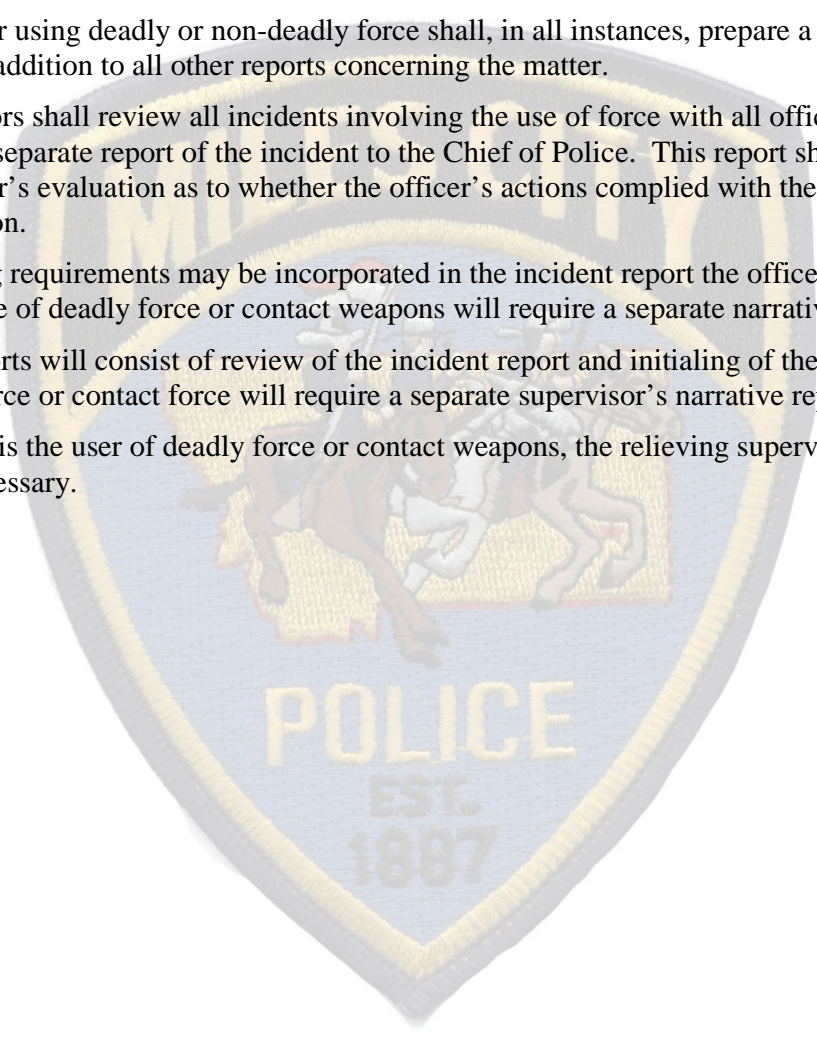 r using deadly or non-deadly force shall, in all instances, prepare a
addition to all other reports concerning the matter.
ors shall review all incidents involving the use of force with all offic
separate report of the incident to the Chief of Police.  This report sh
r’s evaluation as to whether the officer’s actions complied with the
on.
g requirements may be incorporated in the incident report the office
e of deadly force or contact weapons will require a separate narrativ
rts will consist of review of the incident report and initialing of the
rce or contact force will require a separate supervisor’s narrative rep
is the user of deadly force or contact weapons, the relieving superv
essary.
MILES CITY
POLICE
EST.
1887